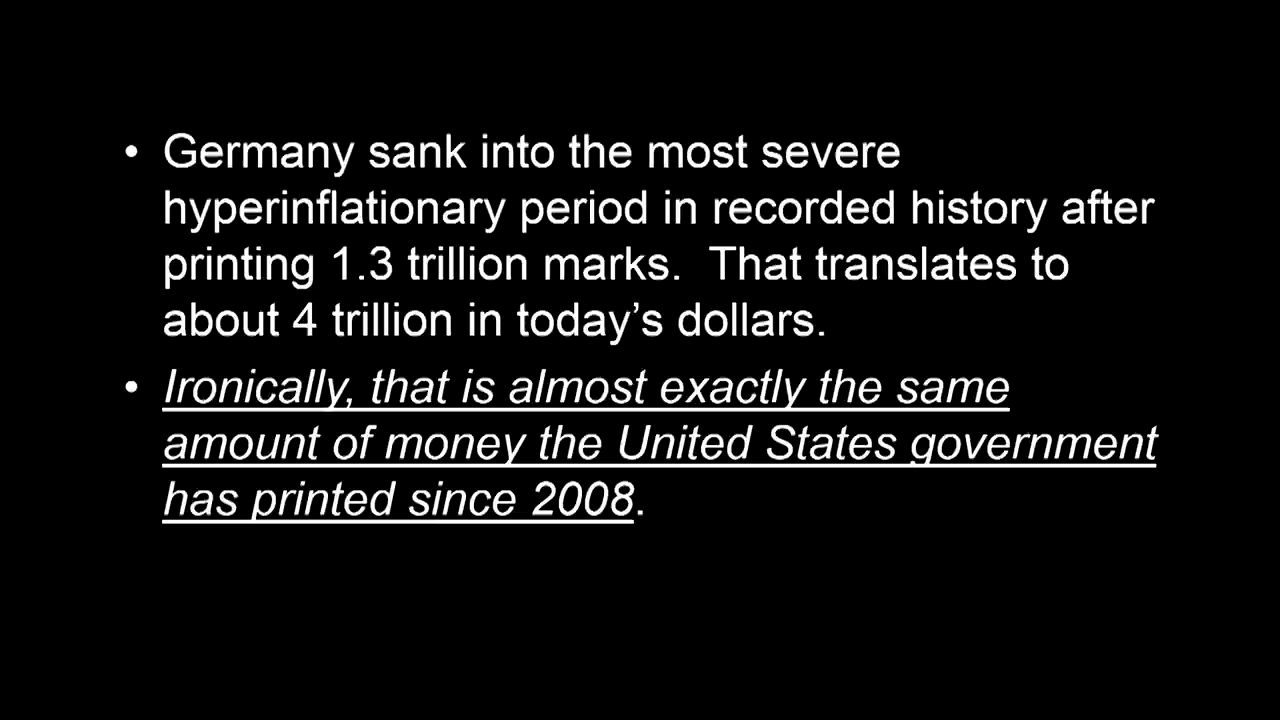 • Germany sank into the most severe
hyperinflationary period in recorded history after
printing 1.3 trillion marks.  That translates to
about 4 trillion in today’s dollars.
• Ironically, that is almost exactly the same
amount of money the United States government
has printed since 2008.